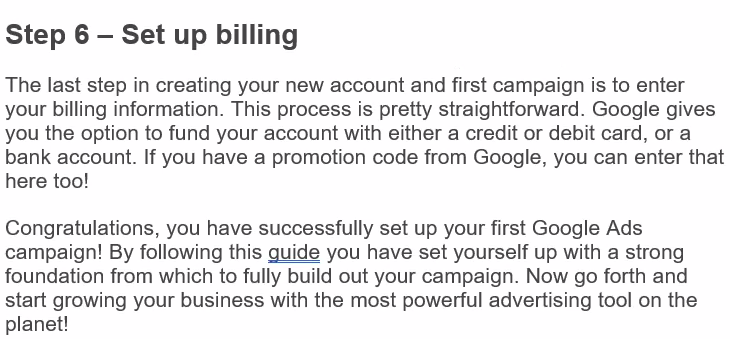 Step 6 – Set up billing
The last step in creating your new account and first campaign is to enter
your billing information. This process is pretty straightforward. Google gives
you the option to fund your account with either a credit or debit card, or a
bank account. If you have a promotion code from Google, you can enter that
here too!
Congratulations, you have successfully set up your first Google Ads
campaign! By following this guide you have set yourself up with a strong
foundation from which to fully build out your campaign. Now go forth and
start growing your business with the most powerful advertising tool on the
planet!